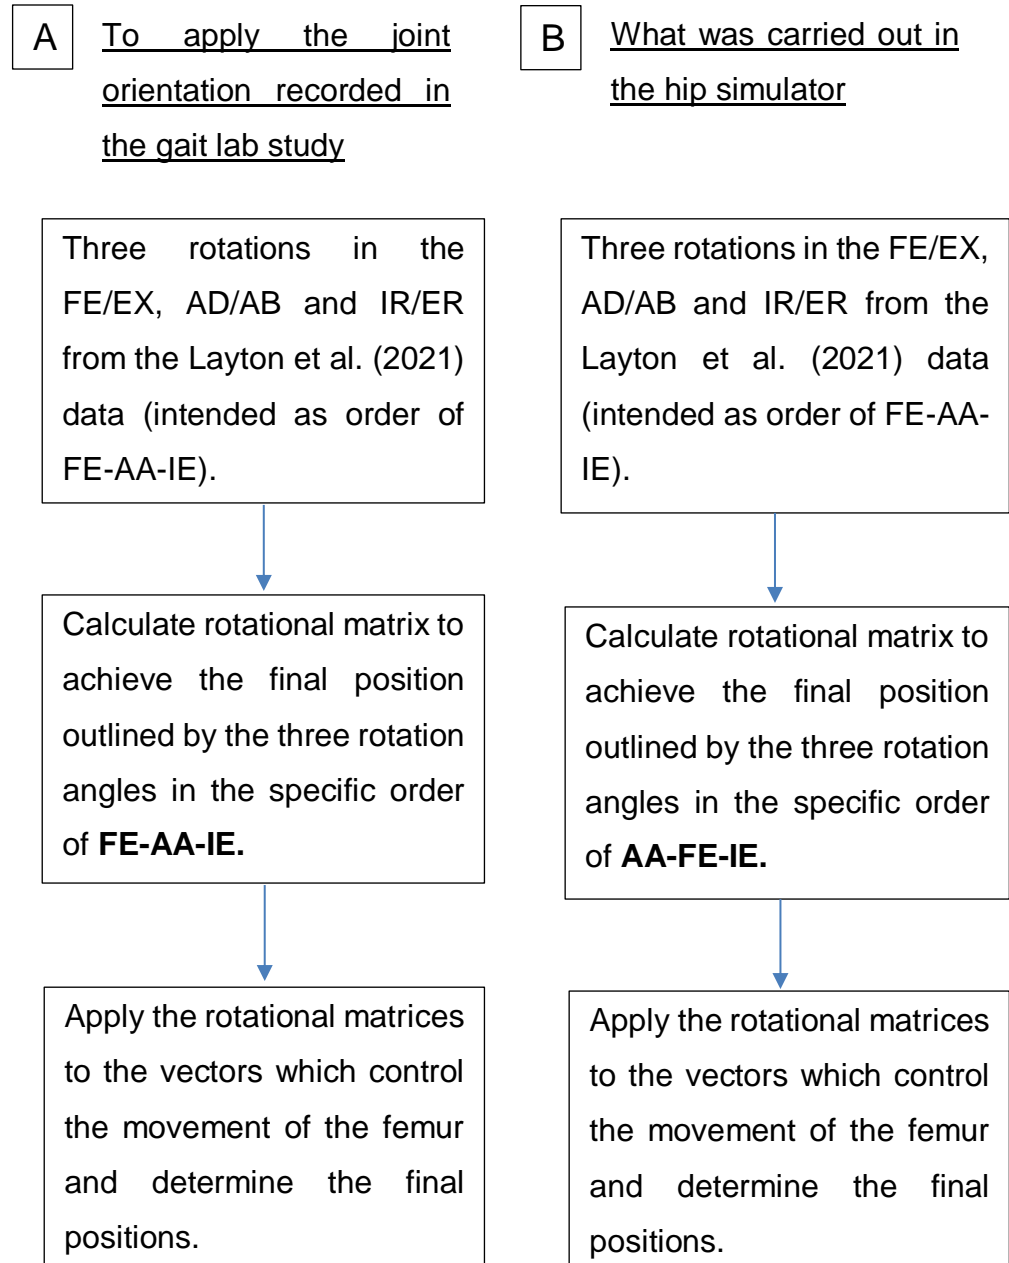 A
To apply the joint
orientation recorded in
the gait lab study
Three rotations in the
FE/EX, AD/AB and IR/ER
from the Layton et al. (2021)
data (intended as order of
FE-AA-IE).
Calculate rotational matrix to
achieve the final position
outlined by the three rotation
angles in the specific order
of FE-AA-IE.
Apply the rotational matrices
to the vectors which control
the movement of the femur
and determine the final
positions.
B
What was carried out in
the hip simulator
Three rotations in the FE/EX,
AD/AB and IR/ER from the
Layton et al. (2021) data
(intended as order of FE-AA-
IE).
Calculate rotational matrix to
achieve the final position
outlined by the three rotation
angles in the specific order
of AA-FE-IE.
Apply the rotational matrices
to the vectors which control
the movement of the femur
and determine the final
positions.